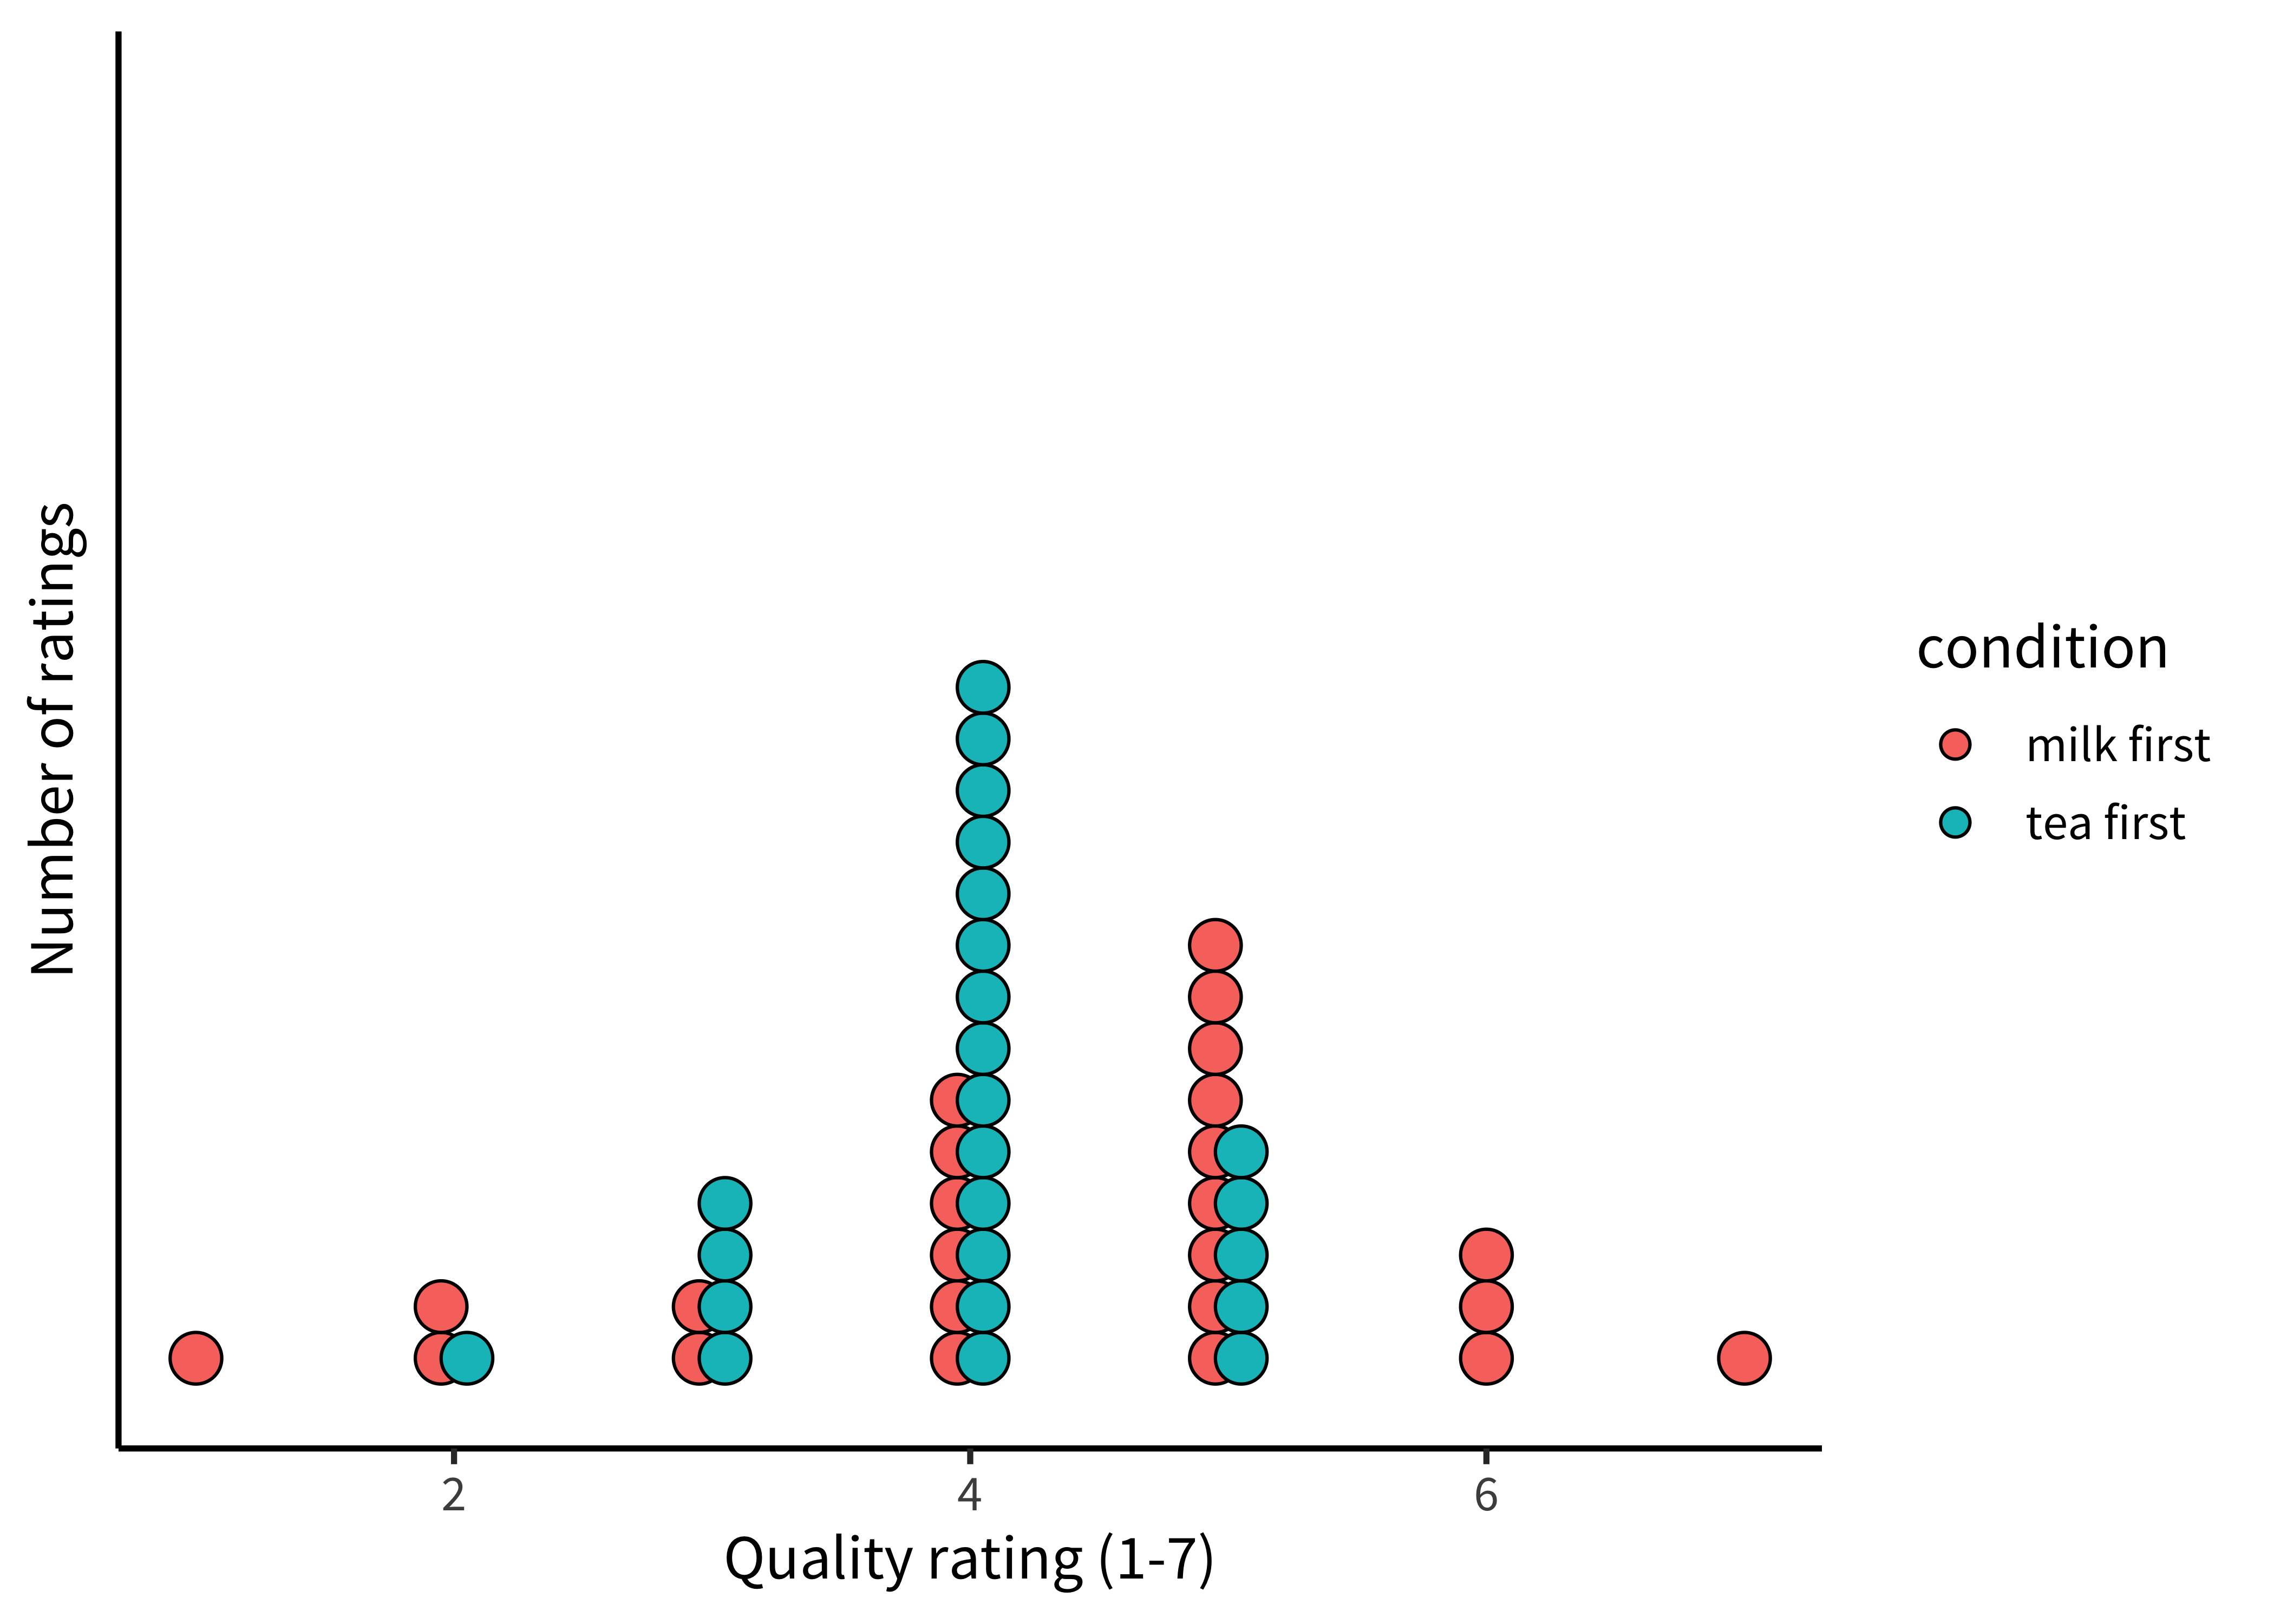 Number of ratings
condition
milk first
tea first
2
4
6
Quality rating (1-7)